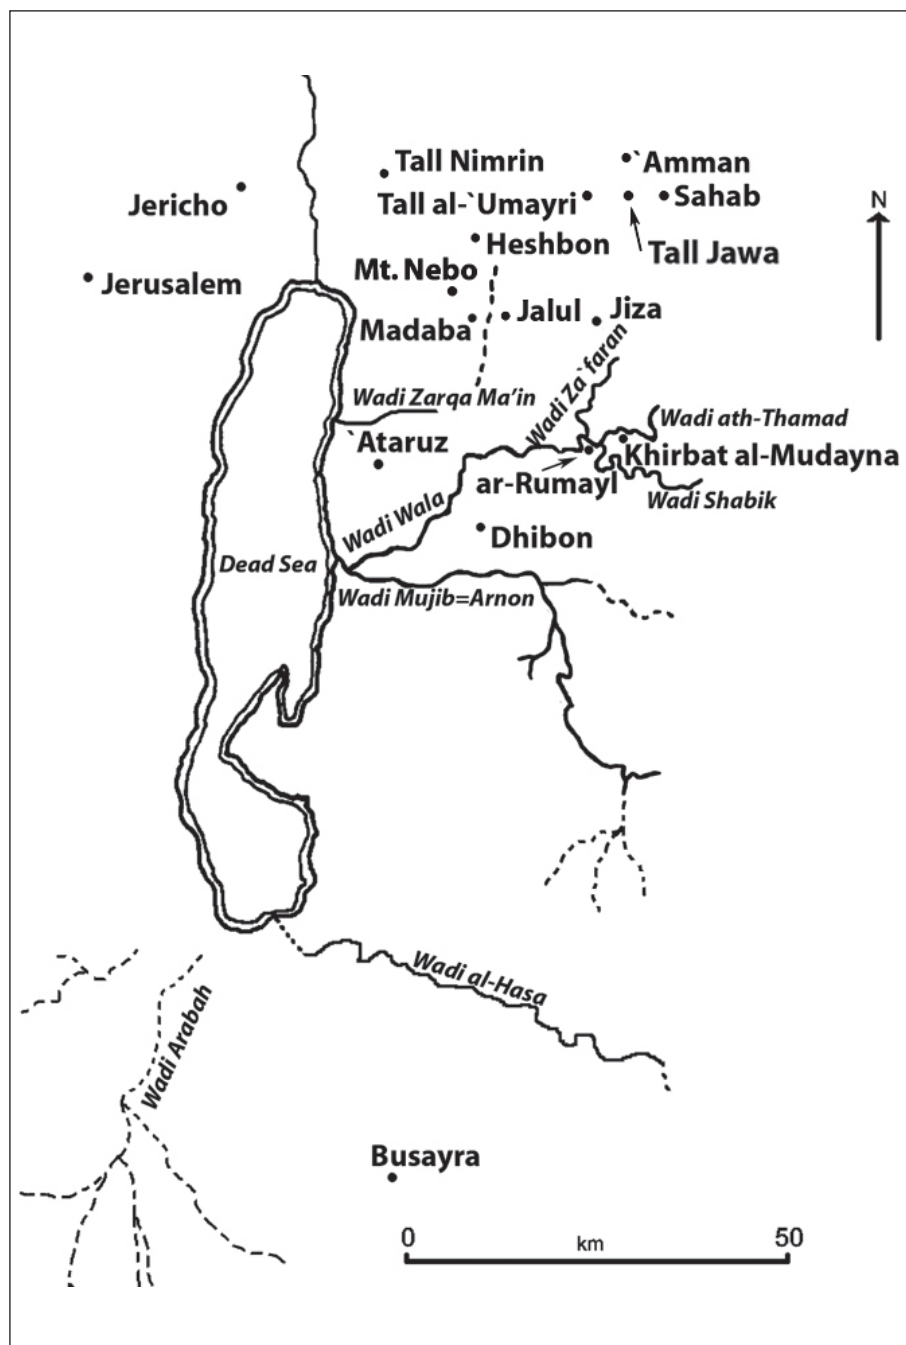 Tall Nimrin
`Amman
Jericho
Tall al-`Umayri
Sahab
N
Heshbon
Tall Jawa
Jerusalem
Mt. Nebo
Madaba
Jalul
Jiza
Wadi Za`faran
Wadi Zarqa Ma'in
Wadi ath-Thamad
`Ataruz
Khirbat al-Mudayna
ar-Rumayl
Wadi Shabik
Wadi Wala
Dhibon
Dead Sea
Wadi Mujib=Arnon
Wadi al-Hasa
Wadi Arabah
Busayra
0 50
km